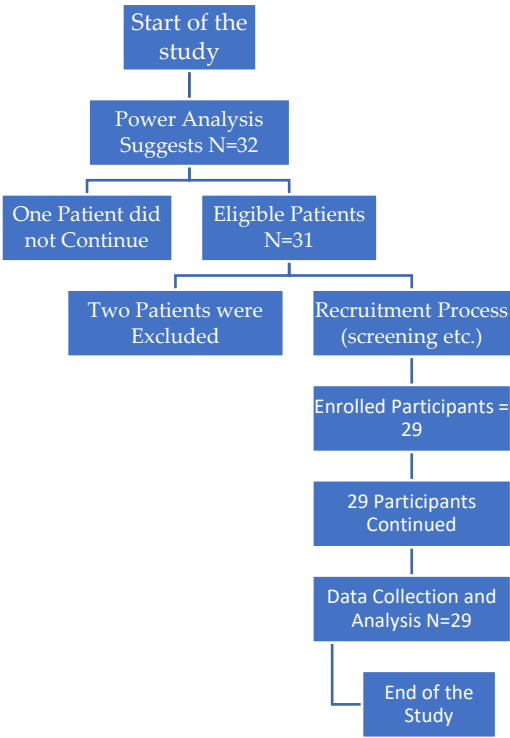 Start of the
study
Power Analysis
Suggests N=32
One Patient did
not Continue
Eligible Patients
N=31
Two Patients were
Excluded
Recruitment Process
(screening etc.)
Enrolled Participants =
29
29 Participants
Continued
Data Collection and
Analysis N=29
End of the
Study